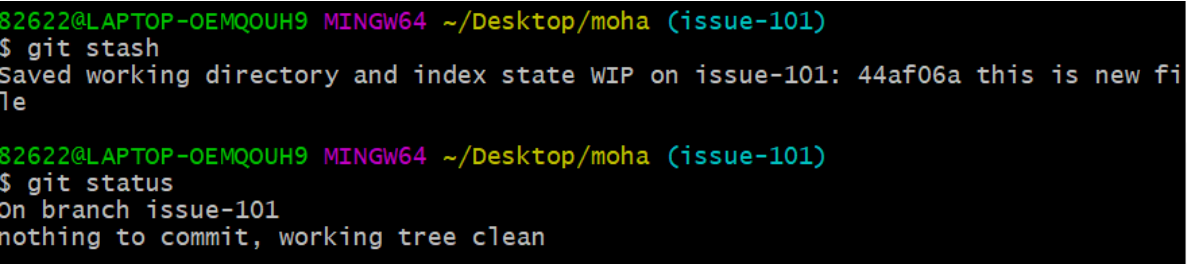 82622@LAPTOP-OEMQOUH9 MINGW64 ~/Desktop/moha (issue-101)
$ git stash
Saved working directory and index state WIP on issue-101: 44af06a this is new fi
le
82622@LAPTOP-OEMQOUH9 MINGW64 ~/Desktop/moha (issue-101)
$ git status
On branch issue-101
nothing to commit, working tree clean